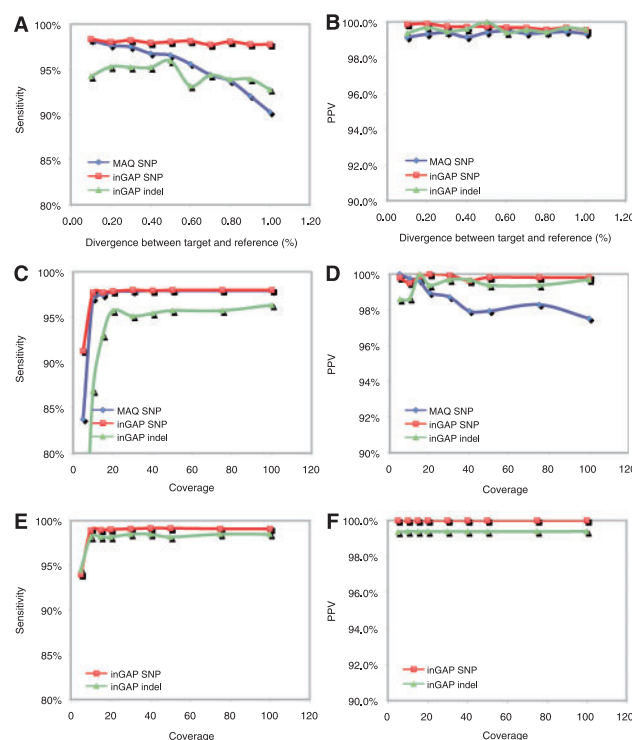 A
100%
95%
90%
85%
80%
Sensitivity
MAQ SNP
inGAP SNP
inGAP indel
0.00 0.20 0.40 0.60 0.80 1.00 1.20
Divergence between target and reference (%)
B
100.0%
98.0%
96.0%
94.0%
92.0%
90.0%
PPV
MAQ SNP
inGAP SNP
inGAP indel
0.00 0.20 0.40 0.60 0.80 1.00 1.20
Divergence between target and reference (%)
C
100%
95%
90%
85%
80%
Sensitivity
MAQ SNP
inGAP SNP
inGAP indel
0 20 40 60 80 100 120
Coverage
D
100%
98%
96%
94%
92%
90%
PPV
MAQ SNP
inGAP SNP
inGAP indel
0 20 40 60 80 100 120
Coverage
E
100%
95%
90%
85%
80%
Sensitivity
inGAP SNP
inGAP indel
0 20 40 60 80 100 120
Coverage
F
100.0%
98.0%
96.0%
94.0%
92.0%
90.0%
PPV
inGAP SNP
inGAP indel
0 20 40 60 80 100 120
Coverage